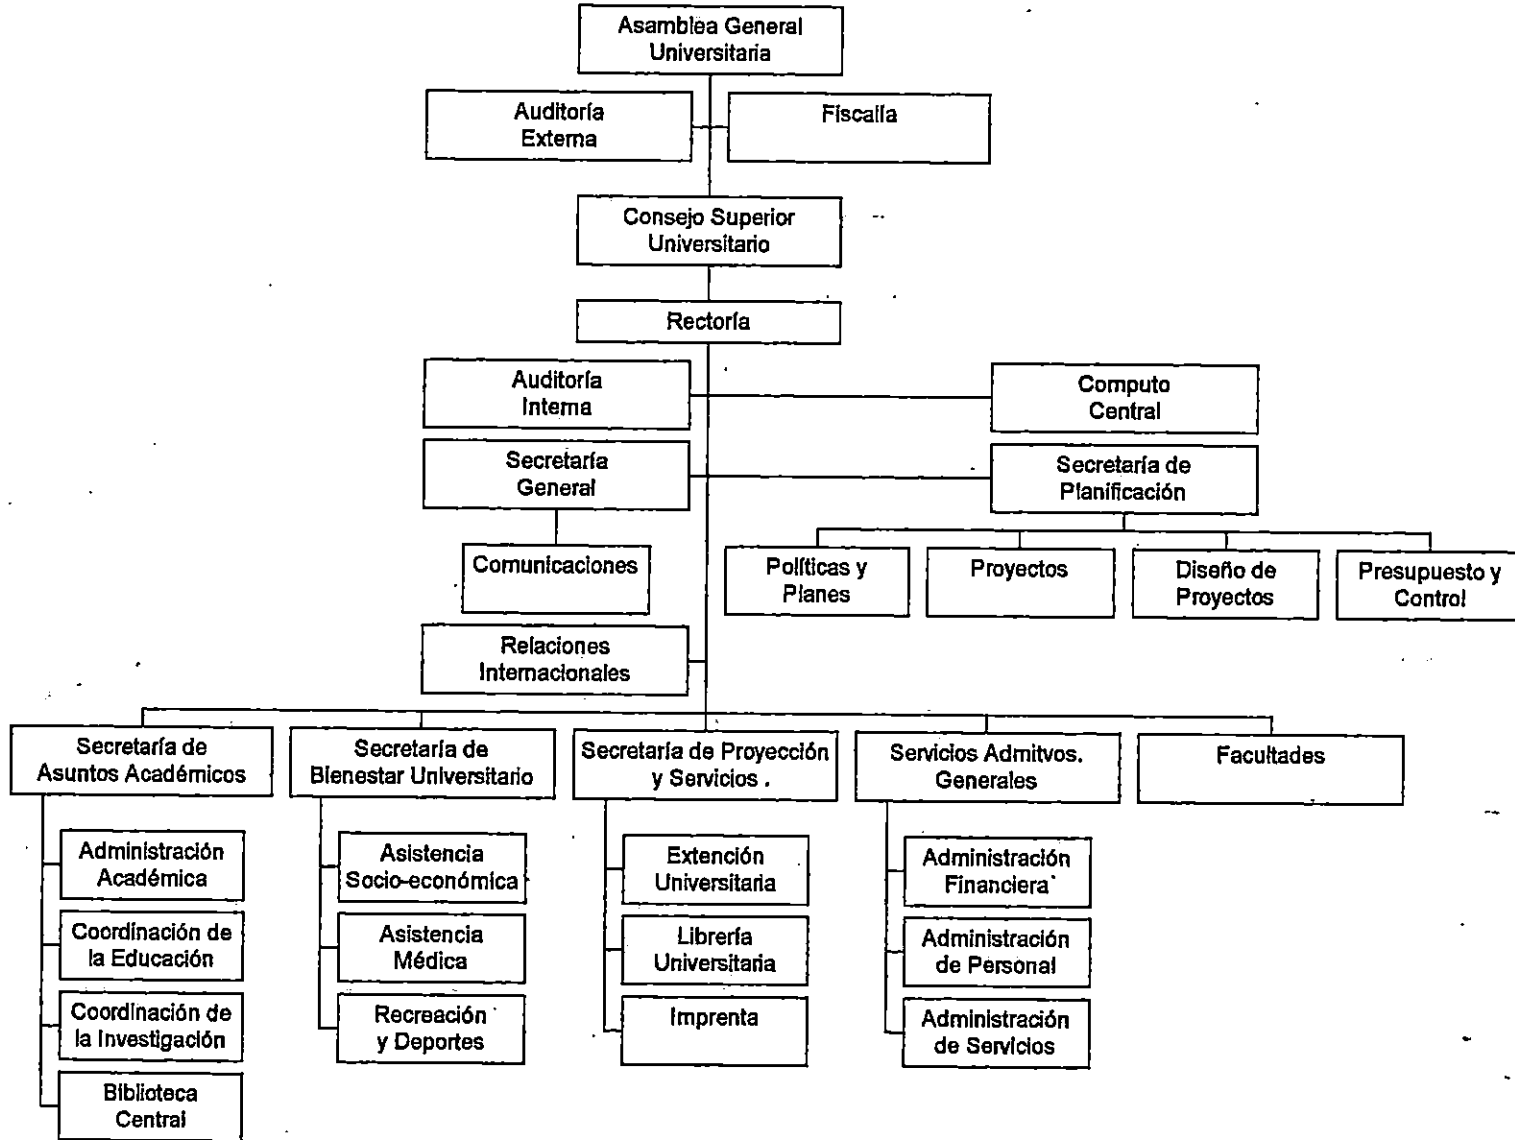 Asamblea General
Universitaria
Auditoría
Externa
Fiscalía
Consejo Superior
Universitario
Rectoría
Auditoría
Interna
Computo
Central
Secretaría
General
Secretaría de
Planificación
Comunicaciones
Políticas y
Planes
Proyectos
Diseño de
Proyectos
Presupuesto y
Control
Relaciones
Internacionales
Secretaría de
Asuntos Académicos
Secretaría de
Bienestar Universitario
Secretaría de Proyección
y Servicios .
Servicios Admitvos.
Generales
Facultades
Administración
Académica
Coordinación de
la Educación
Coordinación de
la Investigación
Biblioteca
Central
Asistencia
Socio-económica
Asistencia
Médica
Recreación
y Deportes
Extención
Universitaria
Librería
Universitaria
Imprenta
Administración
Financiera
Administración
de Personal
Administración
de Servicios